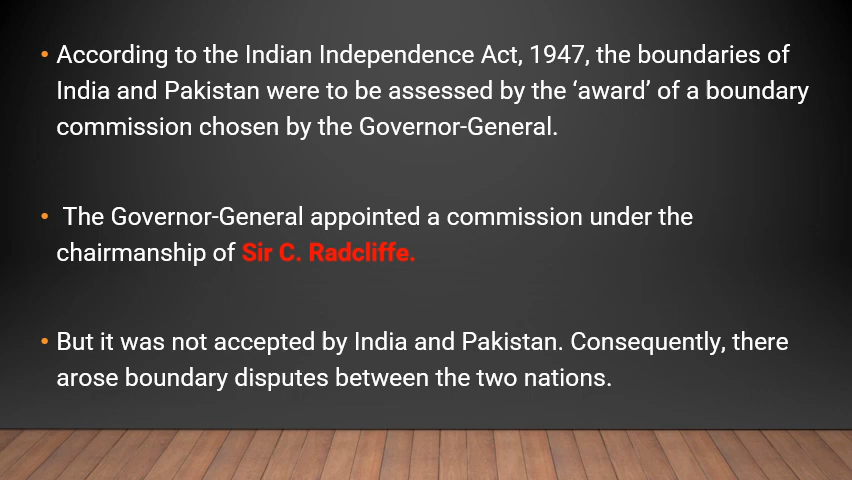 • According to the Indian Independence Act, 1947, the boundaries of
India and Pakistan were to be assessed by the ‘award’ of a boundary
commission chosen by the Governor-General.
• The Governor-General appointed a commission under the
chairmanship of Sir C. Radcliffe.
• But it was not accepted by India and Pakistan. Consequently, there
arose boundary disputes between the two nations.